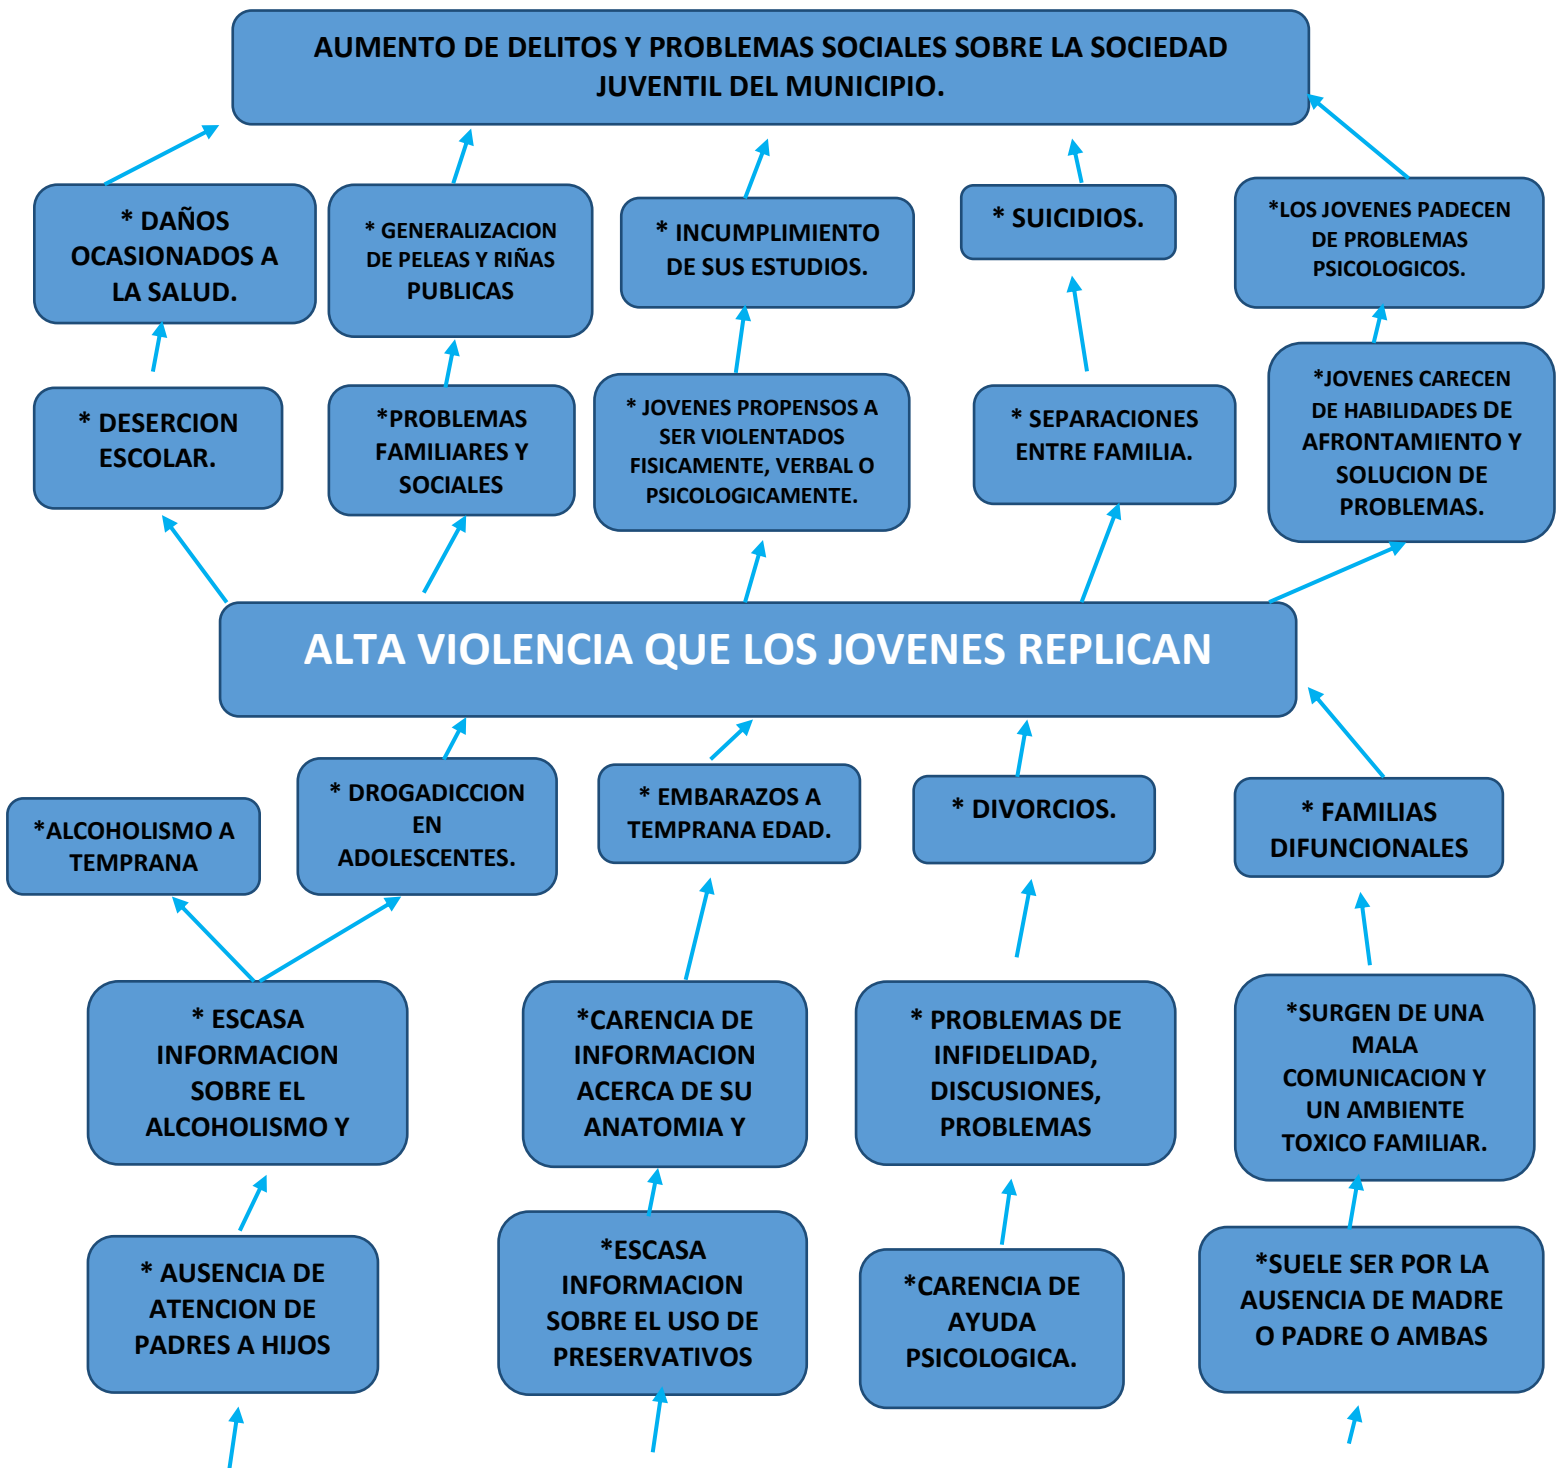 AUMENTO DE DELITOS Y PROBLEMAS SOCIALES SOBRE LA SOCIEDAD
JUVENTIL DEL MUNICIPIO.
* DAÑOS
OCASIONADOS A
LA SALUD.
* GENERALIZACION
DE PELEAS Y RIÑAS
PUBLICAS
* INCUMPLIMIENTO
DE SUS ESTUDIOS.
* SUICIDIOS.
*LOS JOVENES PADECEN
DE PROBLEMAS
PSICOLOGICOS.
* DESERCION
ESCOLAR.
*PROBLEMAS
FAMILIARES Y
SOCIALES
* JOVENES PROPENSOS A
SER VIOLENTADOS
FISICAMENTE, VERBAL O
PSICOLOGICAMENTE.
* SEPARACIONES
ENTRE FAMILIA.
*JOVENES CARECEN
DE HABILIDADES DE
AFRONTAMIENTO Y
SOLUCION DE
PROBLEMAS.
ALTA VIOLENCIA QUE LOS JOVENES REPLICAN
*ALCOHOLISMO A
TEMPRANA
* DROGADICCION
EN
ADOLESCENTES.
* EMBARAZOS A
TEMPRANA EDAD.
* DIVORCIOS.
* FAMILIAS
DIFUNCIONALES
* ESCASA
INFORMACION
SOBRE EL
ALCOHOLISMO Y
*CARENCIA DE
INFORMACION
ACERCA DE SU
ANATOMIA Y
* PROBLEMAS DE
INFIDELIDAD,
DISCUSIONES,
PROBLEMAS
*SURGEN DE UNA
MALA
COMUNICACION Y
UN AMBIENTE
TOXICO FAMILIAR.
* AUSENCIA DE
ATENCION DE
PADRES A HIJOS
*ESCASA
INFORMACION
SOBRE EL USO DE
PRESERVATIVOS
*CARENCIA DE
AYUDA
PSICOLOGICA.
*SUELE SER POR LA
AUSENCIA DE MADRE
O PADRE O AMBAS